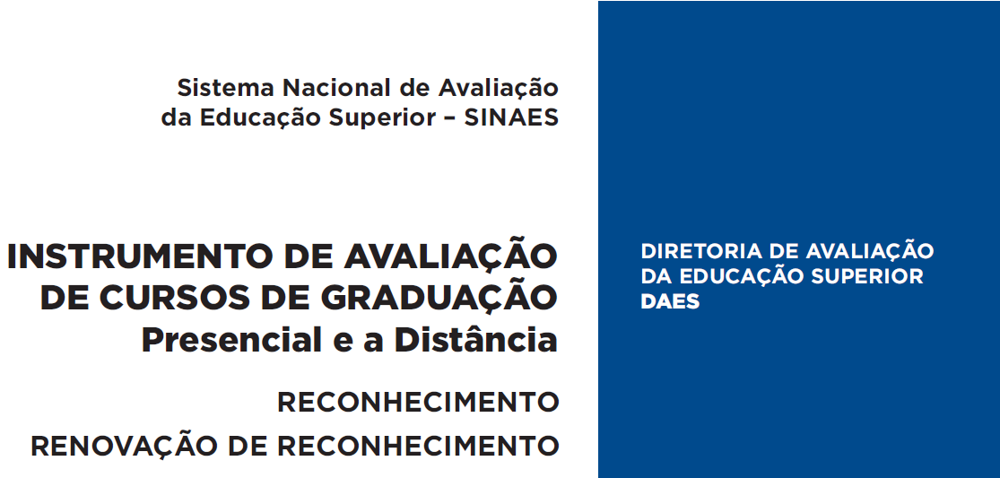 Sistema Nacional de Avaliação
da Educação Superior – SINAES
INSTRUMENTO DE AVALIAÇÃO
DE CURSOS DE GRADUAÇÃO
Presencial e a Distância
RECONHECIMENTO
RENOVAÇÃO DE RECONHECIMENTO
DIRETORIA DE AVALIAÇÃO
DA EDUCAÇÃO SUPERIOR
DAES